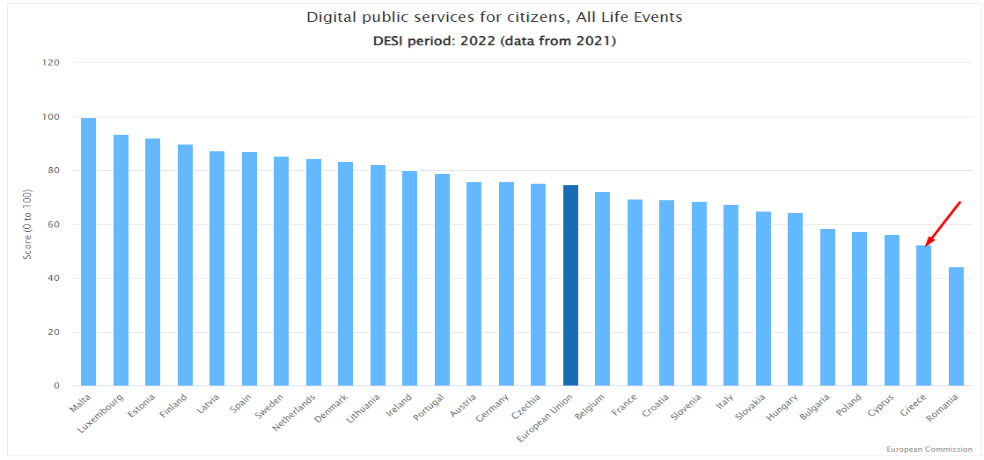 Digital public services for citizens, All Life Events
DESI period: 2022 (data from 2021)
Score (0 to 100)
120
100
80
60
40
20
0
Malta
Luxembourg
Estonia
Finland
Latvia
Spain
Sweden
Netherlands
Denmark
Lithuania
Ireland
Portugal
Austria
Germany
Czechia
European Union
Belgium
France
Croatia
Slovenia
Italy
Slovakia
Hungary
Bulgaria
Poland
Cyprus
Greece
Romania
European Commission